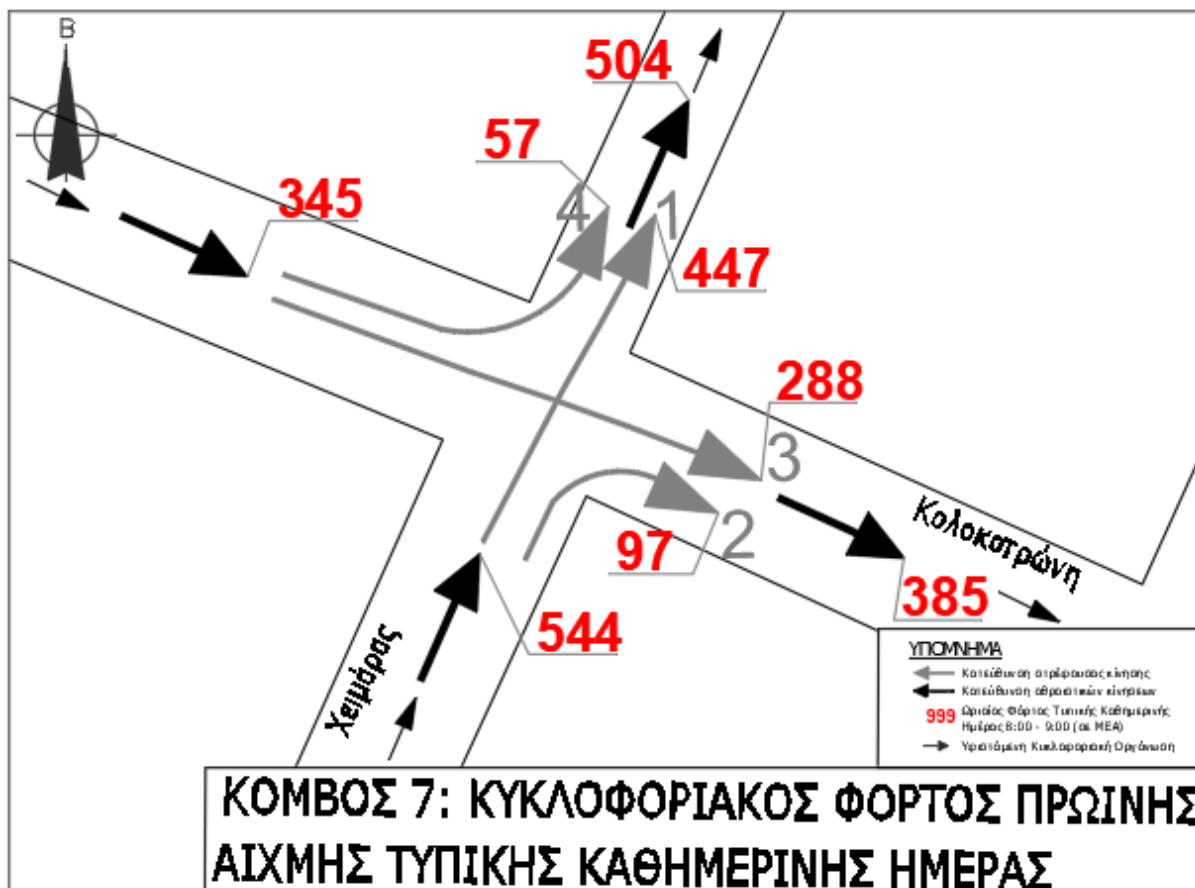 Β
504
57
4
1
345
447
288
3
Κολοκοτρώνη
97
2
385
544
Χειμάρας
ΥΠΟΜΝΗΜΑ
Κατεύθυνση στρέφουσας κίνησης
Κατεύθυνση αθροιστικών κινήσεων
999 Ωριαίος Φόρτος Τυπικής Καθημερινής
Ημέρας 8:00 - 9:00 (σε ΜΕΑ)
Υφιστάμενη Κυκλοφοριακή Οργάνωση
ΚΟΜΒΟΣ 7: ΚΥΚΛΟΦΟΡΙΑΚΟΣ ΦΟΡΤΟΣ ΠΡΩΙΝΗΣ
ΑΙΧΜΗΣ ΤΥΠΙΚΗΣ ΚΑΘΗΜΕΡΙΝΗΣ ΗΜΕΡΑΣ